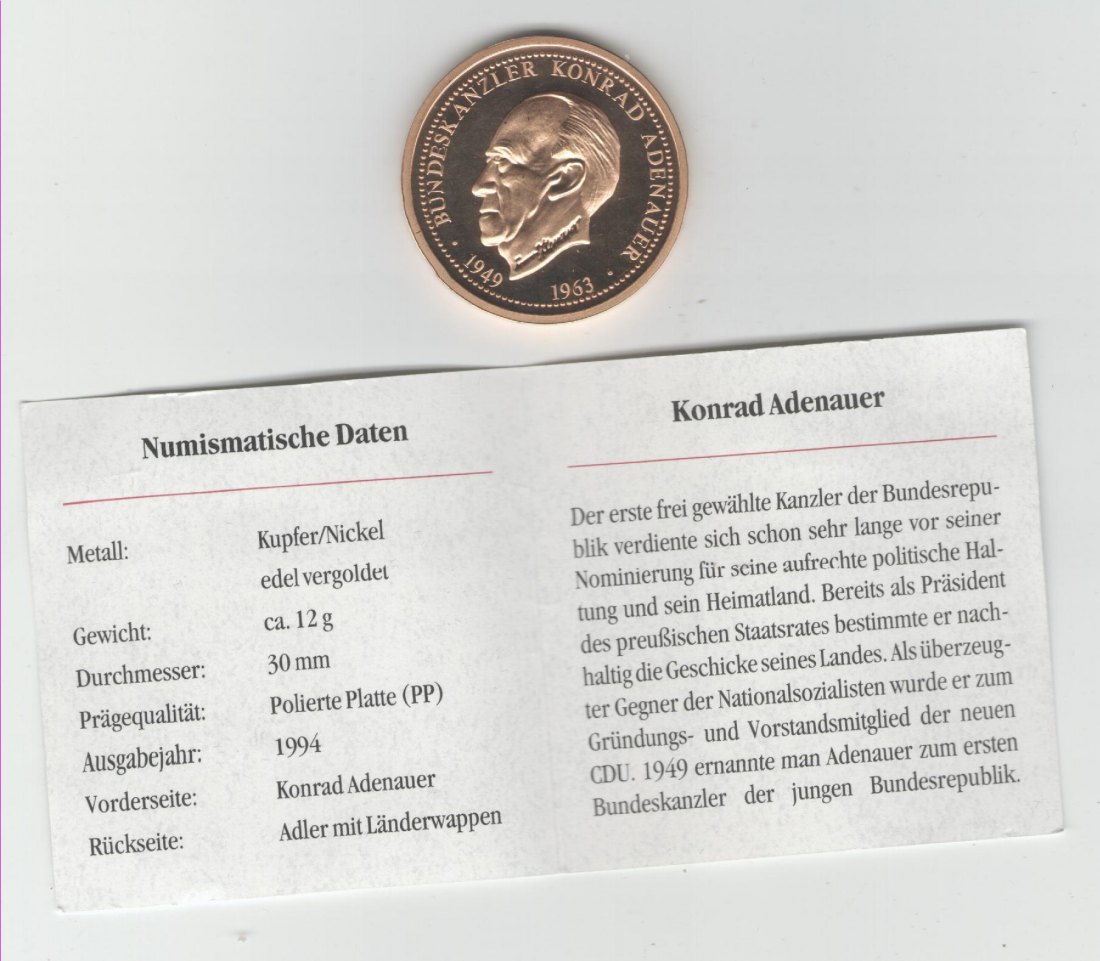 BUNDESKANZLER KONRAD ADENAUER
1949 1963
Numismatische Daten
Metall: Kupfer/Nickel
edel vergoldet
Gewicht: ca. 12 g
Durchmesser: 30 mm
Prägequalität: Polierte Platte (PP)
Ausgabejahr: 1994
Vorderseite: Konrad Adenauer
Rückseite: Adler mit Länderwappen
Konrad Adenauer
Der erste frei gewählte Kanzler der Bundesrepu-
blik verdiente sich schon sehr lange vor seiner
Nominierung für seine aufrechte politische Hal-
tung und sein Heimatland. Bereits als Präsident
des preußischen Staatsrates bestimmte er nach-
haltig die Geschicke seines Landes. Als überzeug-
ter Gegner der Nationalsozialisten wurde er zum
Gründungs- und Vorstandsmitglied der neuen
CDU. 1949 ernannte man Adenauer zum ersten
Bundeskanzler der jungen Bundesrepublik.